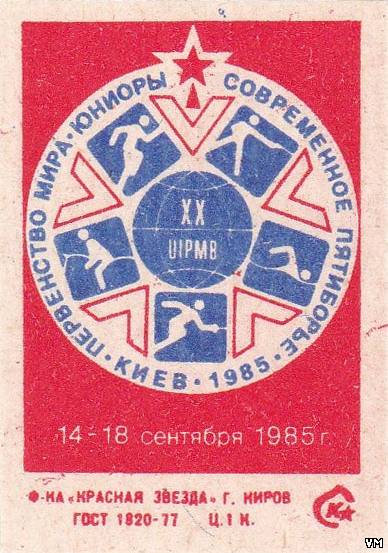 ПЕРВЕНСТВО МИРА · ЮНИОРЫ СОВРЕМЕННОЕ ПЯТИБОРЬЕ · КИЕВ · 1985 ·
XX
UIPMB
14-18 сентября 1985 г.
Ф-КА «КРАСНАЯ ЗВЕЗДА» Г. КИРОВ
ГОСТ 1820-77 Ц. 1 К.
VM